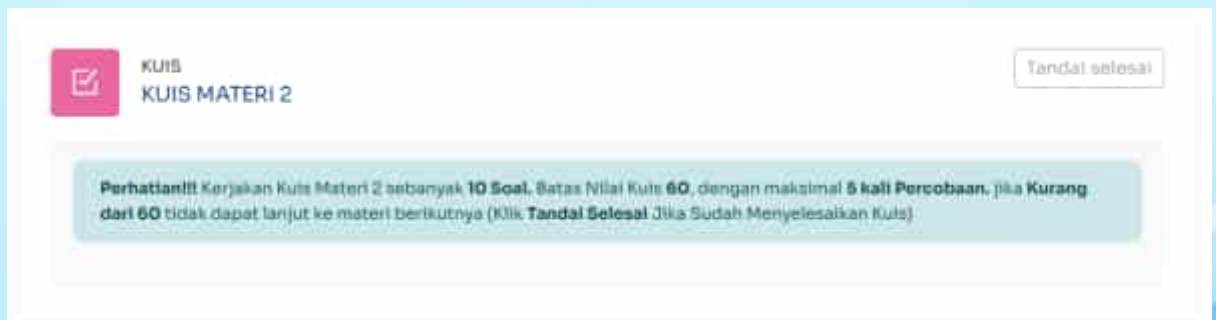 KUIS
KUIS MATERI 2
Tandai selesai
Perhatian!!! Kerjakan Kuis Materi 2 sebanyak 10 Soal. Batas Nilai Kuis 60, dengan maksimal 5 kali Percobaan. jika Kurang
dari 60 tidak dapat lanjut ke materi berikutnya (Klik Tandai Selesai Jika Sudah Menyelesaikan Kuis)